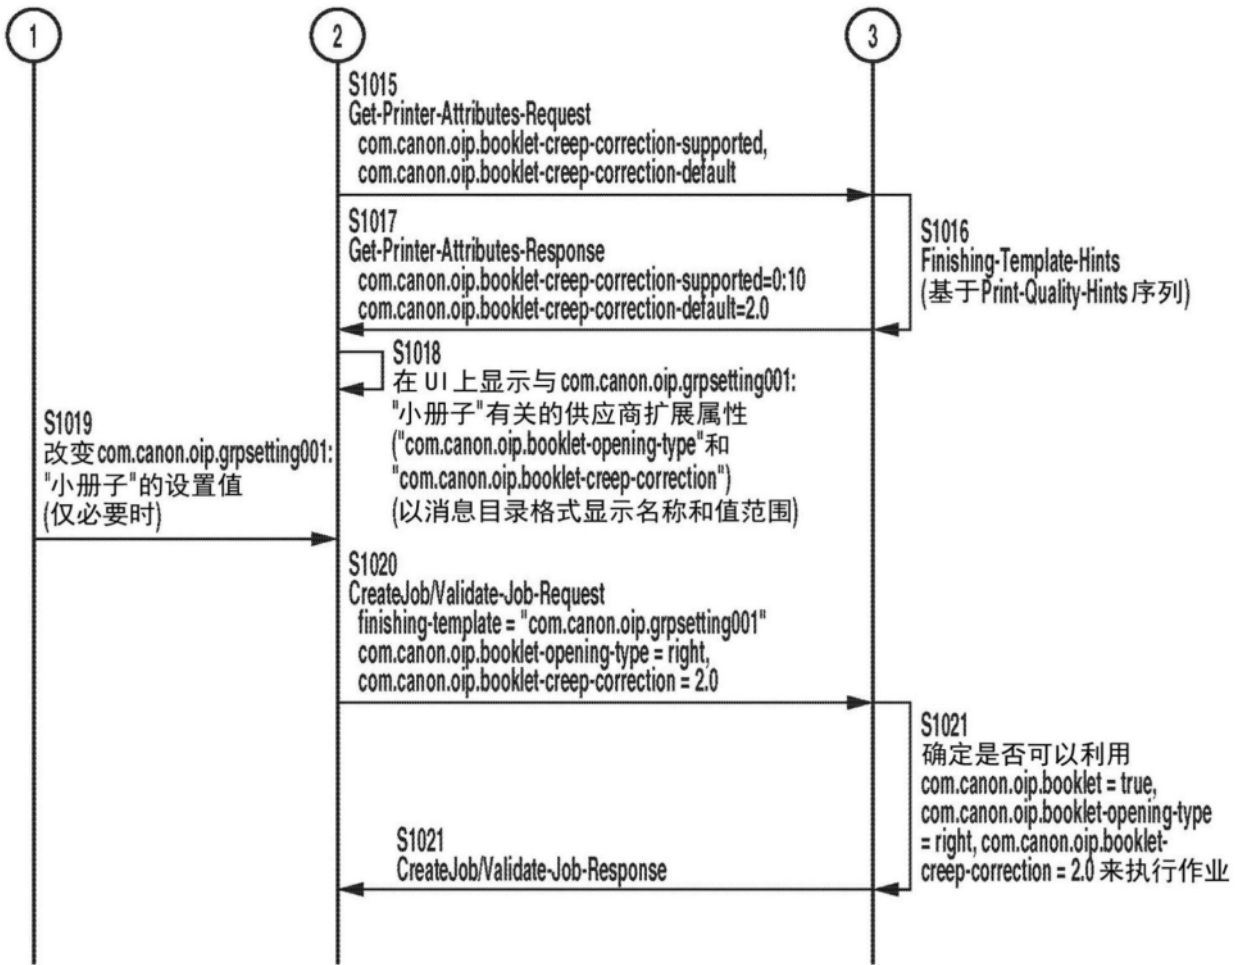 1
2
3
S1015
Get-Printer-Attributes-Request
com.canon.oip.booklet-creep-correction-supported,
com.canon.oip.booklet-creep-correction-default
S1016
Finishing-Template-Hints
(基于Print-Quality-Hints序列)
S1017
Get-Printer-Attributes-Response
com.canon.oip.booklet-creep-correction-supported=0:10
com.canon.oip.booklet-creep-correction-default=2.0
S1018
在 UI 上显示与com.canon.oip.grpsetting001:
"小册子"有关的供应商扩展属性
("com.canon.oip.booklet-opening-type"和
"com.canon.oip.booklet-creep-correction")
(以消息目录格式显示名称和值范围)
S1019
改变com.canon.oip.grpsetting001:
"小册子"的设置值
(仅必要时)
S1020
CreateJob/Validate-Job-Request
finishing-template = "com.canon.oip.grpsetting001"
com.canon.oip.booklet-opening-type = right,
com.canon.oip.booklet-creep-correction = 2.0
S1021
确定是否可以利用
com.canon.oip.booklet = true,
com.canon.oip.booklet-opening-type
= right, com.canon.oip.booklet-
creep-correction = 2.0 来执行作业
S1021
CreateJob/Validate-Job-Response